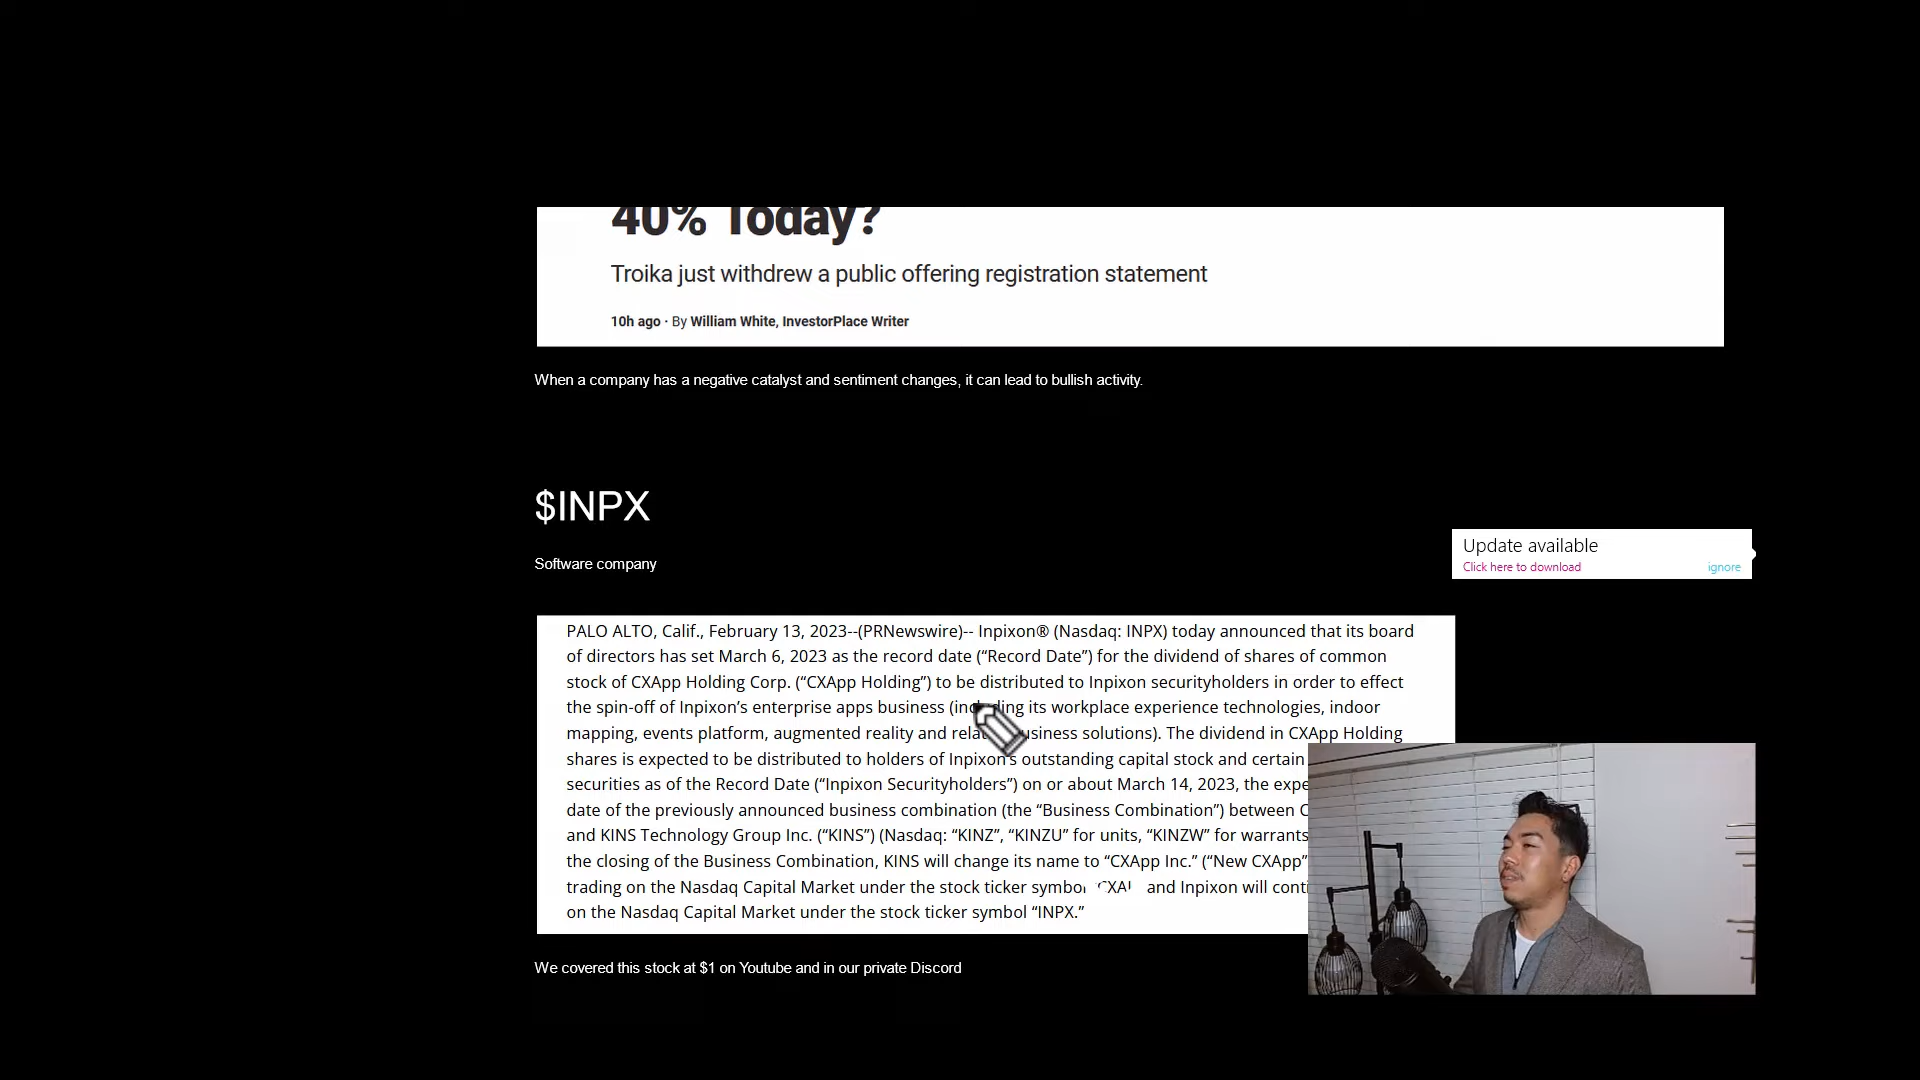 40% Today?
Troika just withdrew a public offering registration statement
10h ago · By William White, InvestorPlace Writer
When a company has a negative catalyst and sentiment changes, it can lead to bullish activity.
$INPX
Software company
Update available
Click here to download ignore
PALO ALTO, Calif., February 13, 2023--(PRNewswire)-- Inpixon® (Nasdaq: INPX) today announced that its board
of directors has set March 6, 2023 as the record date (“Record Date”) for the dividend of shares of common
stock of CXApp Holding Corp. (“CXApp Holding”) to be distributed to Inpixon securityholders in order to effect
the spin-off of Inpixon’s enterprise apps business (including its workplace experience technologies, indoor
mapping, events platform, augmented reality and related business solutions). The dividend in CXApp Holding
shares is expected to be distributed to holders of Inpixon’s outstanding capital stock and certain
securities as of the Record Date (“Inpixon Securityholders”) on or about March 14, 2023, the
date of the previously announced business combination (the “Business Combination”) between
and KINS Technology Group Inc. (“KINS”) (Nasdaq: “KINZ”, “KINZU” for units, “KINZW” for warrants
the closing of the Business Combination, KINS will change its name to “CXApp Inc.” (“New CXApp”
trading on the Nasdaq Capital Market under the stock ticker symbol and Inpixon will
on the Nasdaq Capital Market under the stock ticker symbol “INPX.”
We covered this stock at $1 on Youtube and in our private Discord